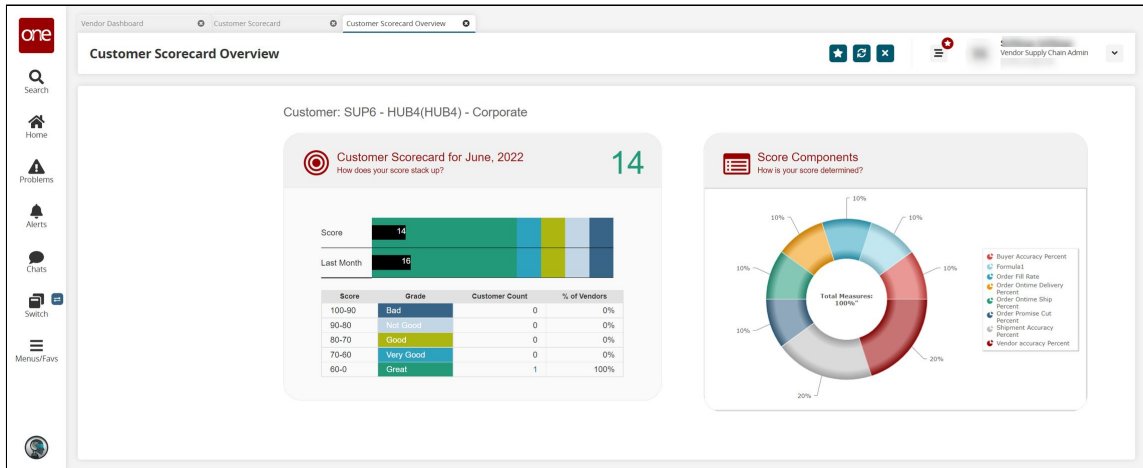 one
Vendor Dashboard
Customer Scorecard
Customer Scorecard Overview
Customer Scorecard Overview
Vendor Supply Chain Admin
Search
Home
Problems
Alerts
Chats
Switch
Menus/Favs
Customer: SUP6 - HUB4(HUB4) - Corporate
Customer Scorecard for June, 2022
How does your score stack up?
14
Score 14
Last Month 16
Score Grade Customer Count % of Vendors
100-90 Bad 0 0%
90-80 Not Good 0 0%
80-70 Good 0 0%
70-60 Very Good 0 0%
60-0 Great 1 100%
Score Components
How is your score determined?
10%
10%
10%
10%
10%
10%
20%
20%
Total Measures:
100%"
Buyer Accuracy Percent
Formula1
Order Fill Rate
Order Ontime Delivery
Percent
Order Ontime Ship
Percent
Order Promise Cut
Percent
Shipment Accuracy
Percent
Vendor accuracy Percent